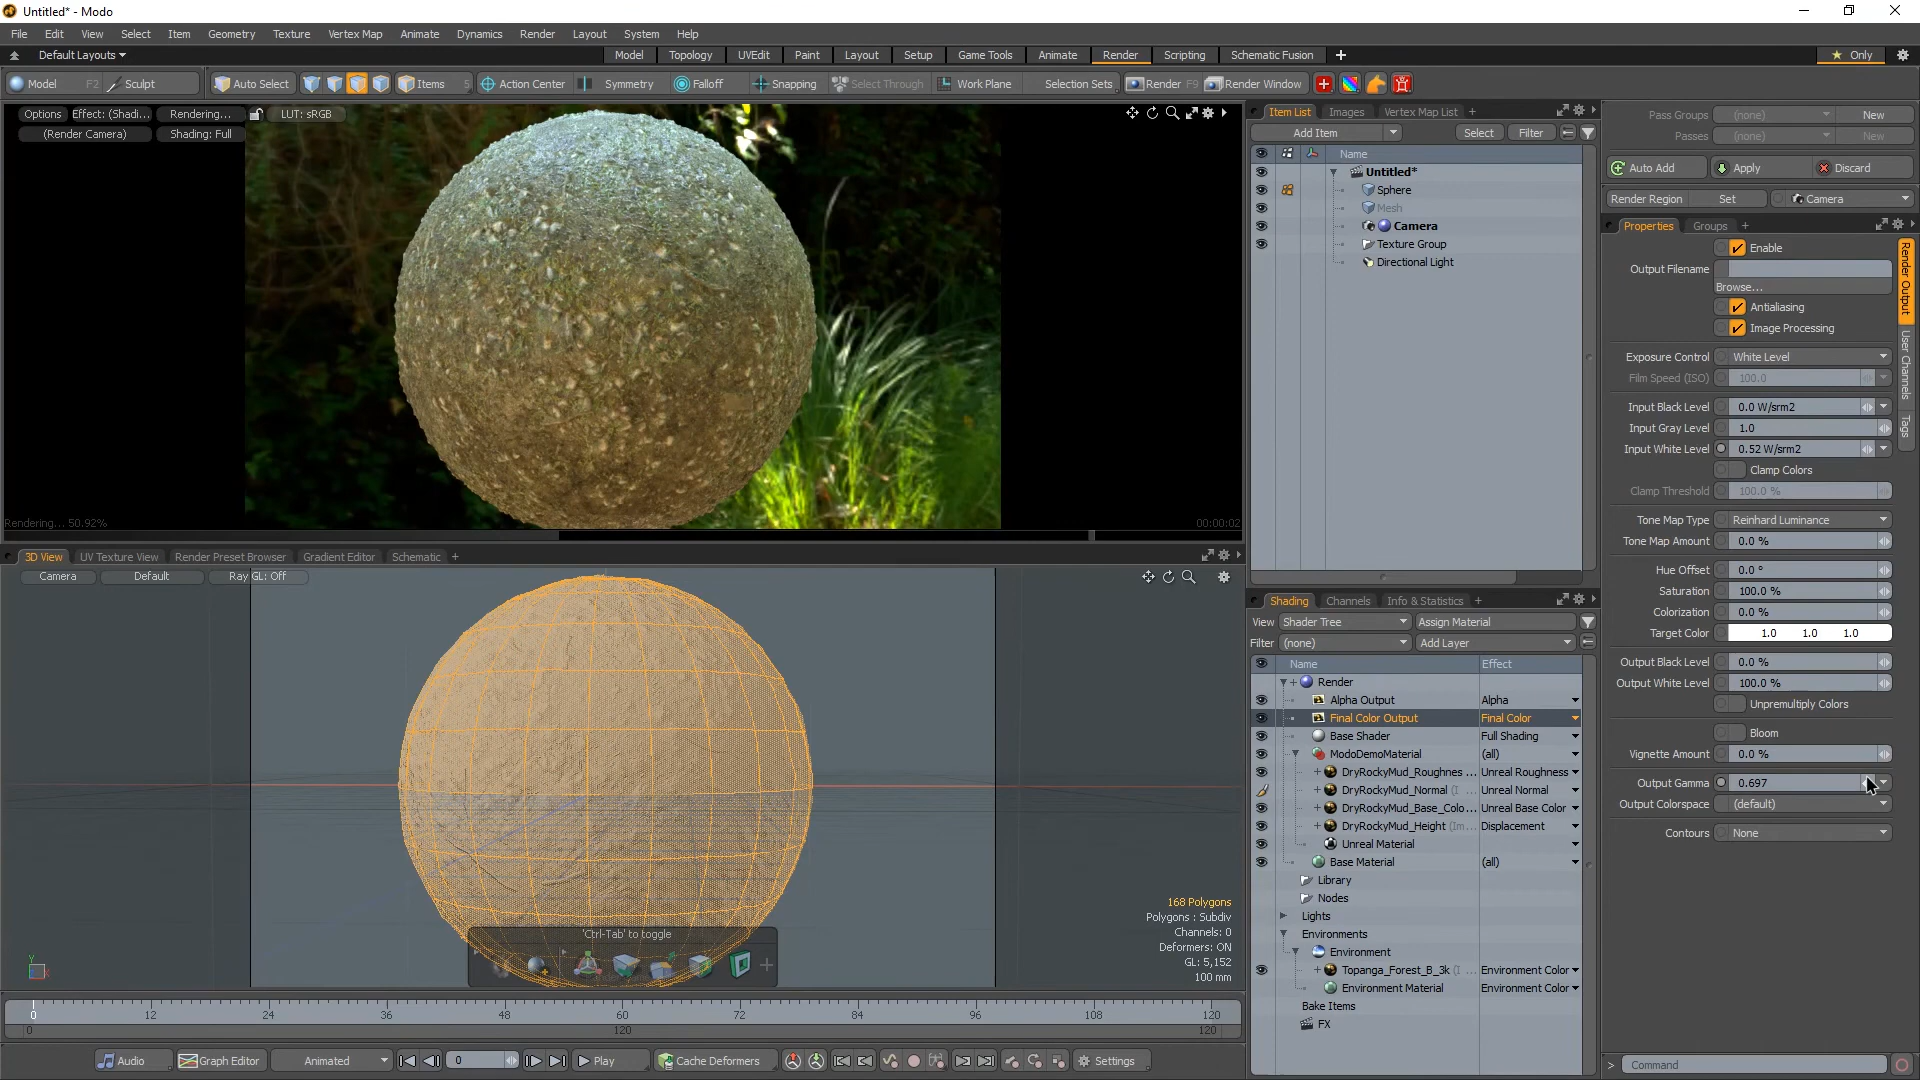 Untitled* - Modo
File Edit View Select Item Geometry Texture Vertex Map Animate Dynamics Render Layout System Help
Default Layouts Model Topology UVEdit Paint Layout Setup Game Tools Animate Render Scripting Schematic Fusion Only
Model F2 Sculpt Auto Select Items 5 Action Center Symmetry Falloff Snapping Select Through Work Plane Selection Sets Render F9 Render Window
Options Effect: (Shadi... Rendering... LUT: sRGB
(Render Camera) Shading: Full
Rendering... 50.92% 00:00:02
3D View UV Texture View Render Preset Browser Gradient Editor Schematic
Camera Default Ray GL: Off
168 Polygons
Polygons : Subdiv
Channels: 0
Deformers: ON
GL: 5,152
100 mm
'Ctrl-Tab' to toggle
Y
0 12 24 36 48 60 72 84 96 108 120
0 120 120
Audio Graph Editor Animated 0 Play Cache Deformers Settings
Item List Images Vertex Map List
Add Item Select Filter
Name
Untitled*
Sphere
Mesh
Camera
Texture Group
Directional Light
Shading Channels Info & Statistics
View Shader Tree Assign Material
Filter (none) Add Layer
Name Effect
Render
Alpha Output Alpha
Final Color Output Final Color
Base Shader Full Shading
ModoDemoMaterial (all)
DryRockyMud_Roughnes ... Unreal Roughness
DryRockyMud_Normal (I ... Unreal Normal
DryRockyMud_Base_Colo... Unreal Base Color
DryRockyMud_Height (Im... Displacement
Unreal Material
Base Material (all)
Library
Nodes
Lights
Environments
Environment
Topanga_Forest_B_3k (I ... Environment Color
Environment Material Environment Color
Bake Items
FX
Pass Groups (none) New
Passes (none) New
Auto Add Apply Discard
Render Region Set Camera
Properties Groups
Enable
Output Filename
Browse...
Antialiasing
Image Processing
Exposure Control White Level
Film Speed (ISO) 100.0
Input Black Level 0.0 W/srm2
Input Gray Level 1.0
Input White Level 0.52 W/srm2
Clamp Colors
Clamp Threshold 100.0 %
Tone Map Type Reinhard Luminance
Tone Map Amount 0.0 %
Hue Offset 0.0 °
Saturation 100.0 %
Colorization 0.0 %
Target Color 1.0 1.0 1.0
Output Black Level 0.0 %
Output White Level 100.0 %
Unpremultiply Colors
Bloom
Vignette Amount 0.0 %
Output Gamma 0.697
Output Colorspace (default)
Contours None
Render Output
User Channels
Tags
Command